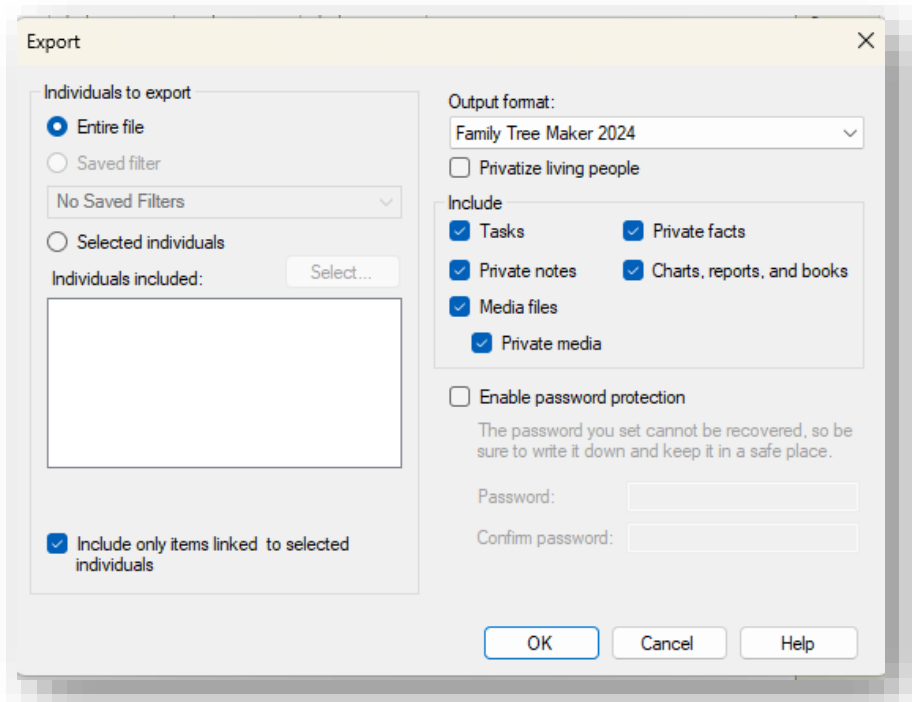 Export
Individuals to export
Entire file
Saved filter
No Saved Filters
Selected individuals
Individuals included:
Select...
Include only items linked to selected
individuals
Output format:
Family Tree Maker 2024
Privatize living people
Include
Tasks
Private facts
Private notes
Charts, reports, and books
Media files
Private media
Enable password protection
The password you set cannot be recovered, so be
sure to write it down and keep it in a safe place.
Password:
Confirm password:
OK
Cancel
Help